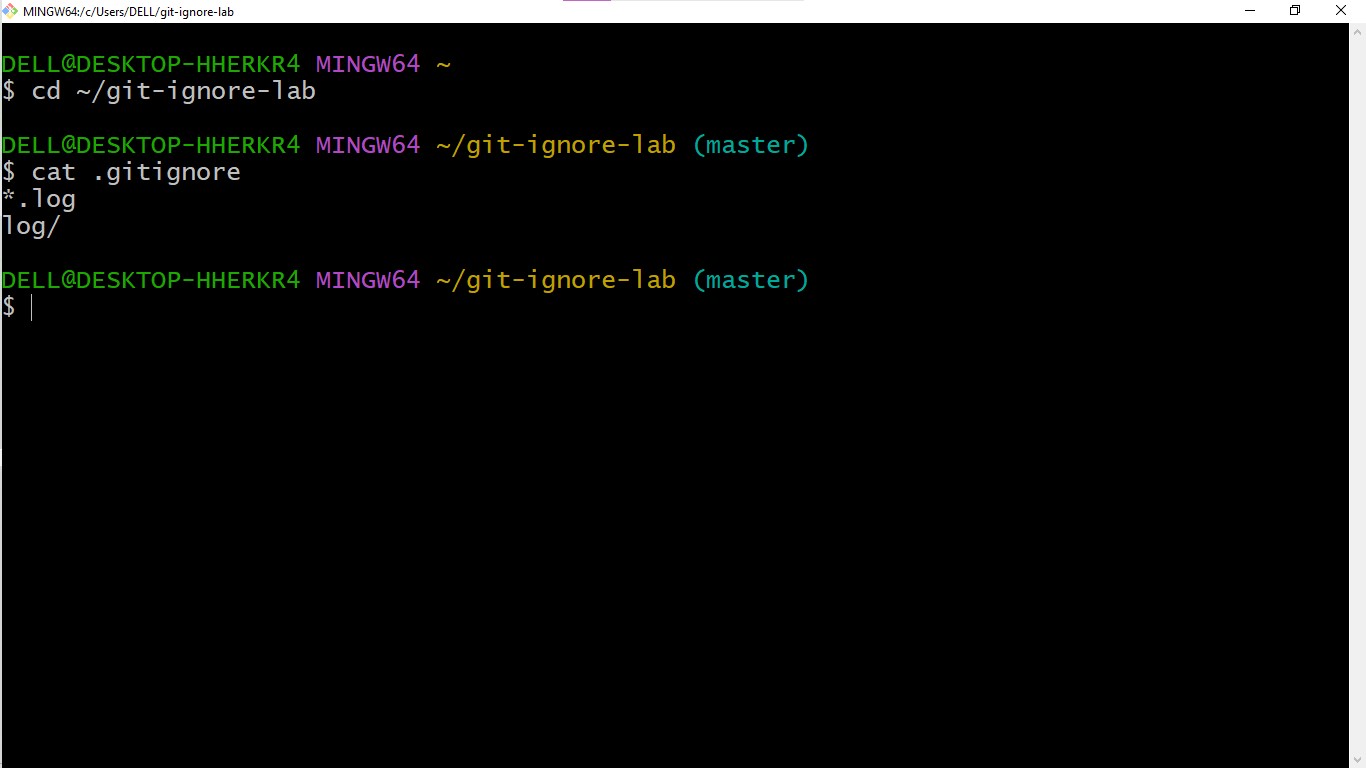 MINGW64:/c/Users/DELL/git-ignore-lab
DELL@DESKTOP-HHERKR4 MINGW64 ~
$ cd ~/git-ignore-lab
DELL@DESKTOP-HHERKR4 MINGW64 ~/git-ignore-lab (master)
$ cat .gitignore
*.log
log/
DELL@DESKTOP-HHERKR4 MINGW64 ~/git-ignore-lab (master)
$